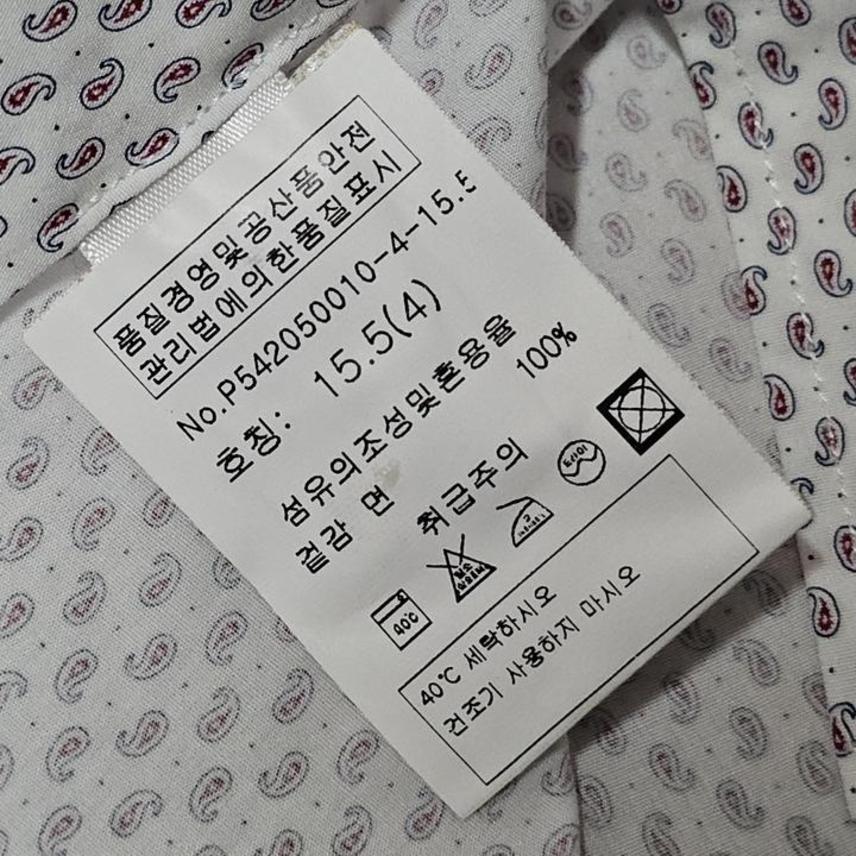 품질경영및공산품안전
관리법에의한품질표시
No.P542050010-4-15.5
호칭: 15.5(4)
섬유의조성및혼용율
겉감 면 100%
취급주의
40℃
40℃ 세탁하시오
건조기 사용하지 마시오